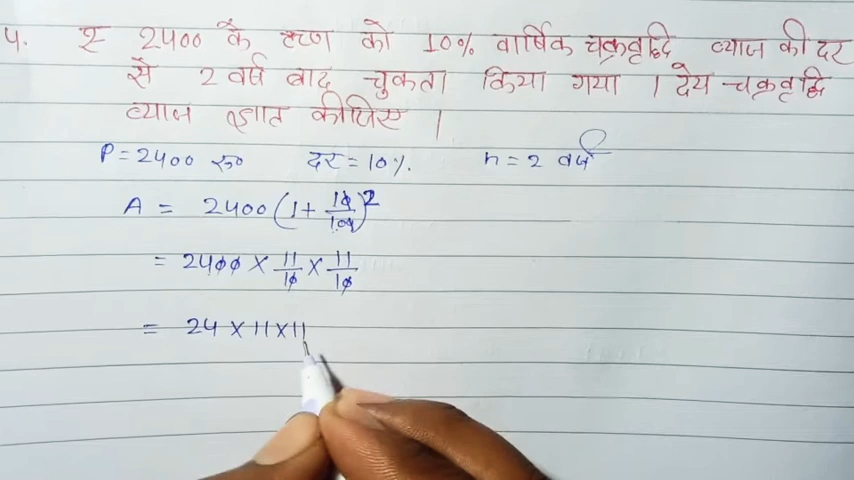 4. ₹ 2400 के ऋण को 10% वार्षिक चक्रवृद्धि ब्याज की दर
से 2 वर्ष बाद चुकता किया गया । देय चक्रवृद्धि
ब्याज ज्ञात कीजिए ।
P = 2400 रू० दर = 10%. n = 2 वर्ष
A = 2400 (1 + 10/100)²
= 2400 × 11/10 × 11/10
= 24 × 11 × 11